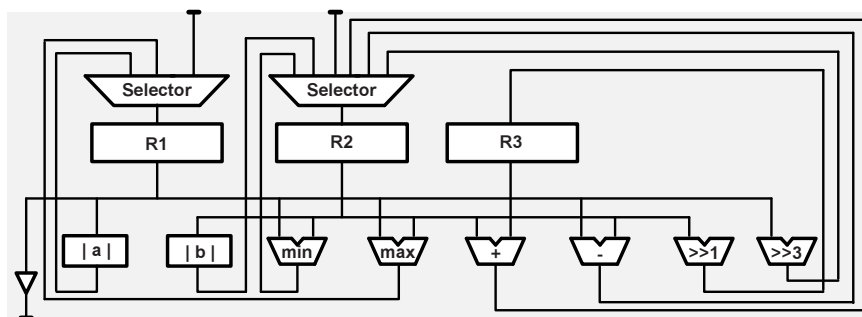 Selector Selector
R1 R2 R3
| a | | b | min max + - >>1 >>3